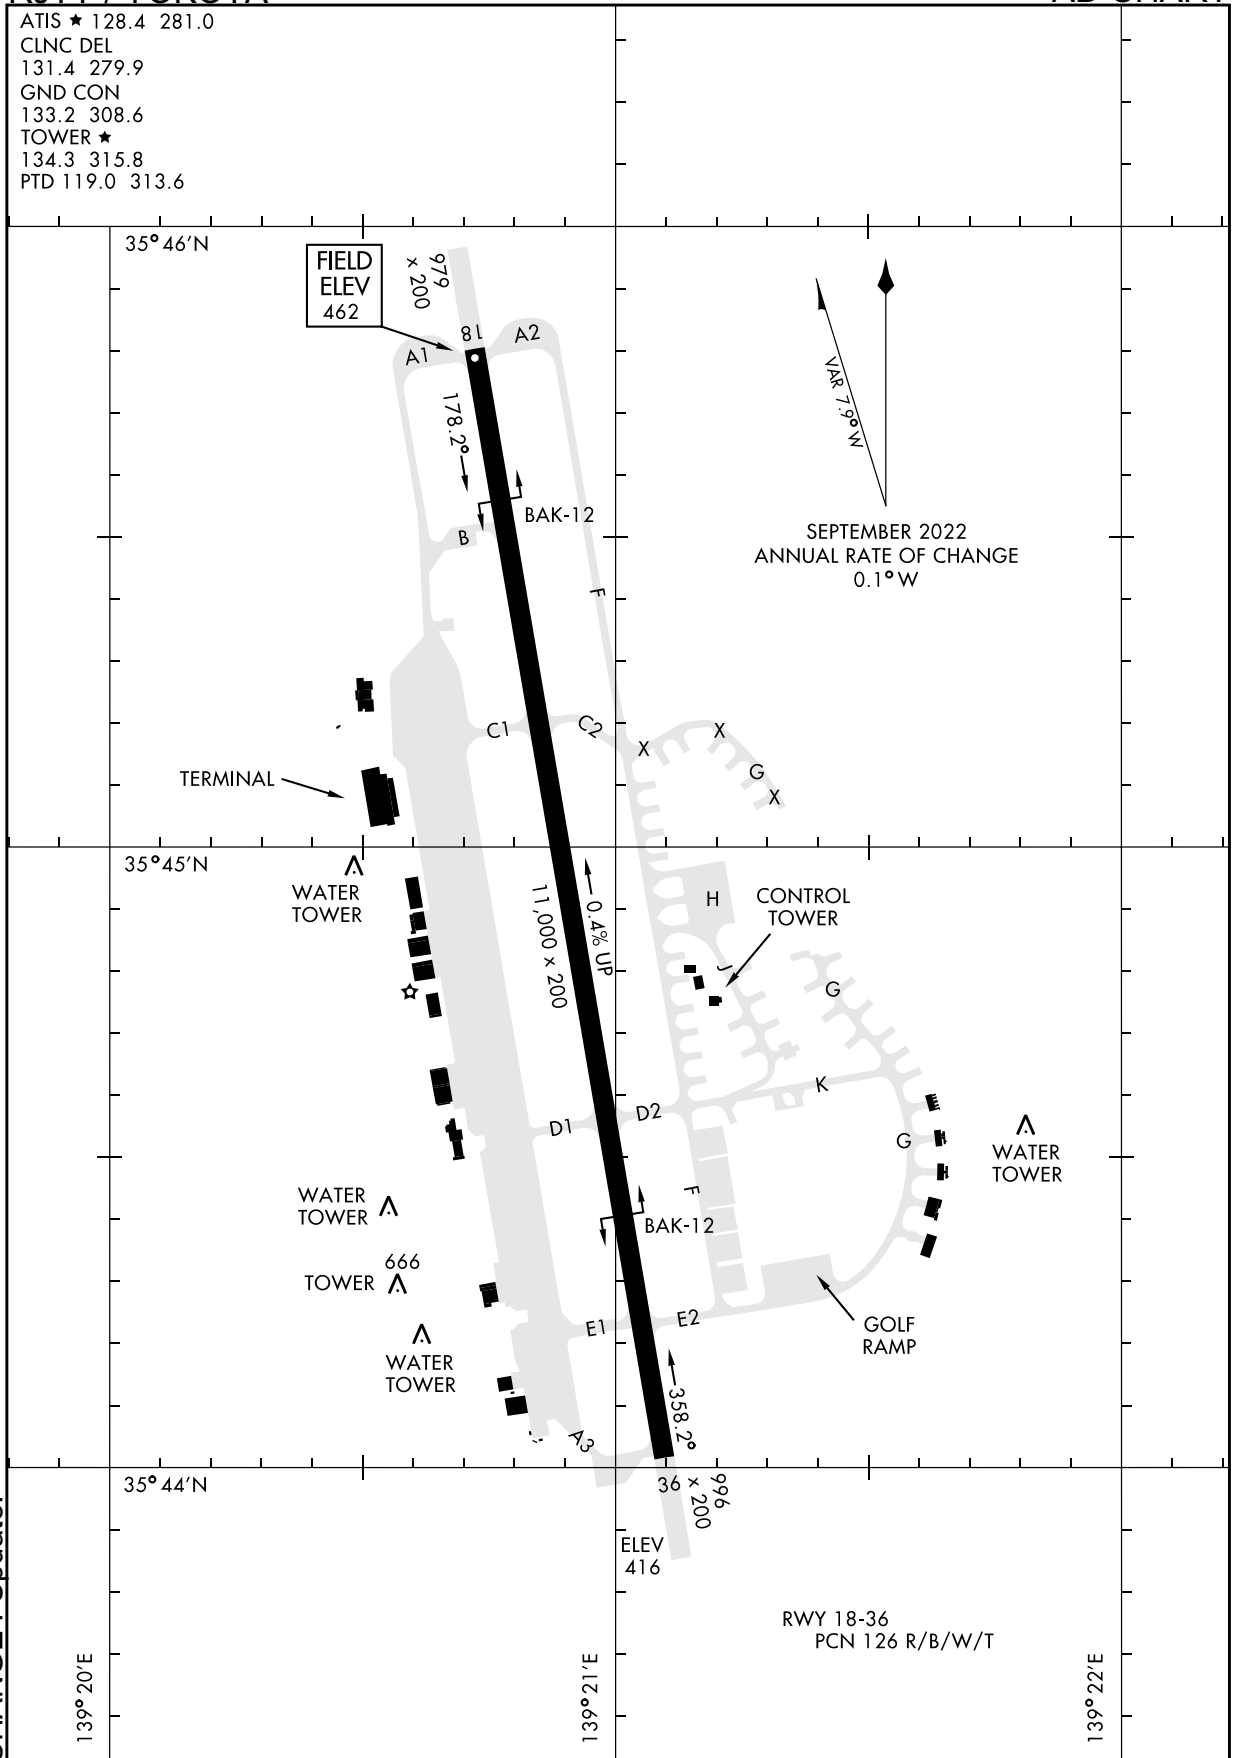 RJTY / YOKOTA
AD CHART
ATIS ★ 128.4 281.0
CLNC DEL
131.4 279.9
GND CON
133.2 308.6
TOWER ★
134.3 315.8
PTD 119.0 313.6
35°46'N
FIELD
ELEV
462
979
x 200
18
A1
A2
178.2°
BAK-12
B
F
VAR 7.9° W
SEPTEMBER 2022
ANNUAL RATE OF CHANGE
0.1° W
C1
C2
X
X
G
X
TERMINAL
35°45'N
WATER
TOWER
11,000 x 200
0.4% UP
H
CONTROL
TOWER
J
G
K
D1
D2
G
WATER
TOWER
WATER
TOWER
F
BAK-12
666
TOWER
E1
E2
GOLF
RAMP
WATER
TOWER
358.2°
A3
35°44'N
36
996
x 200
ELEV
416
RWY 18-36
PCN 126 R/B/W/T
139°20'E
139°21'E
139°22'E